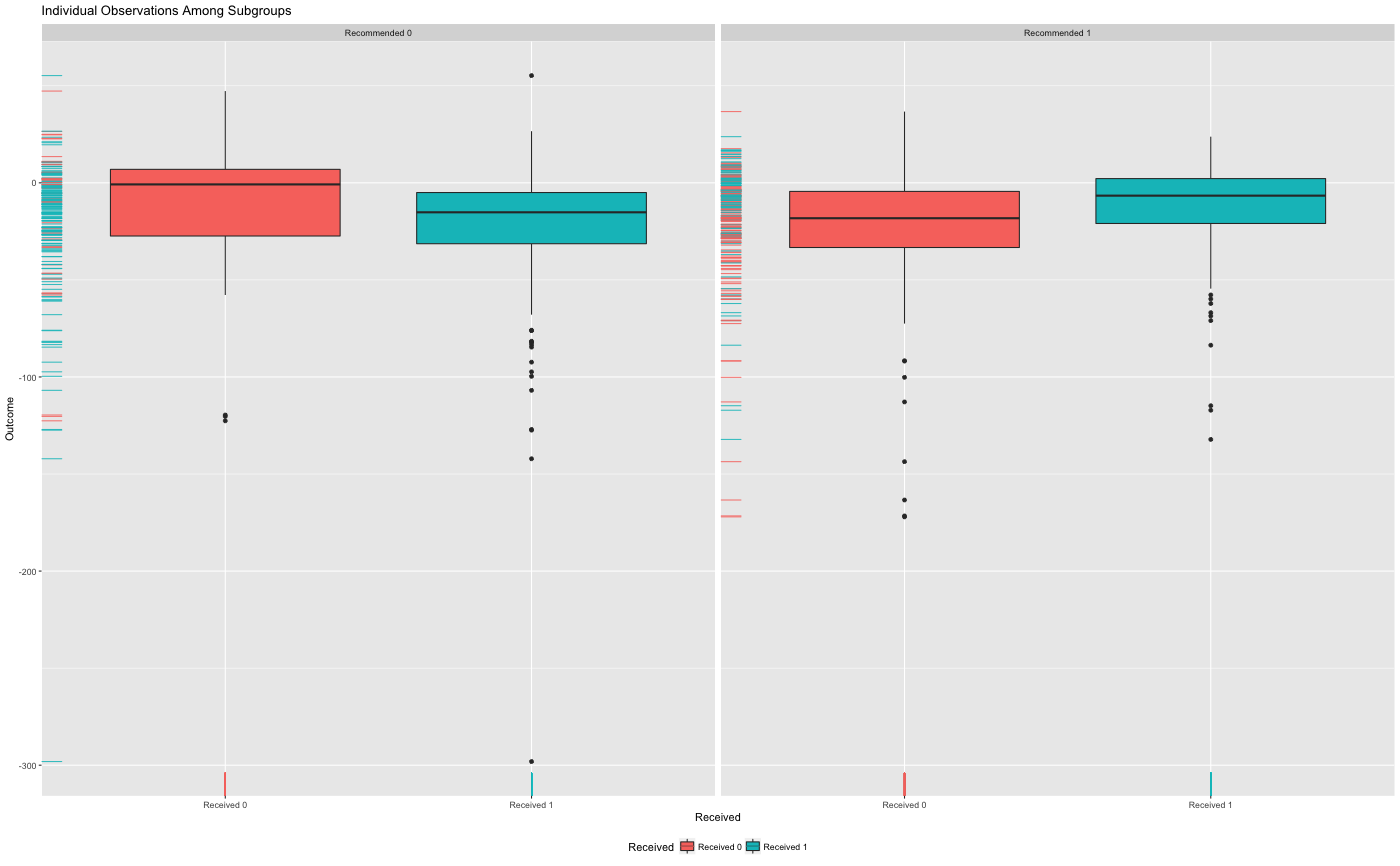 Individual Observations Among Subgroups
Recommended 0
Recommended 1
Outcome
0
-100
-200
-300
Received 0
Received 1
Received 0
Received 1
Received
Received Received 0 Received 1